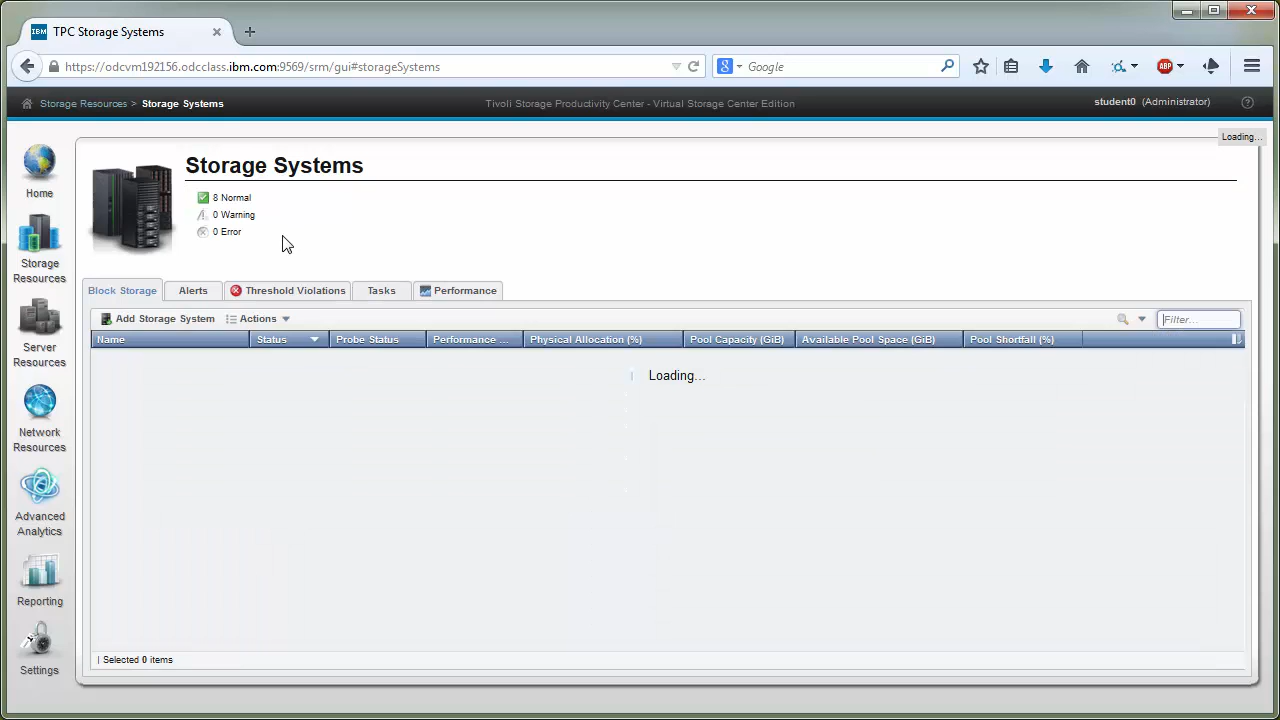 IBM TPC Storage Systems
https://odcvm192156.odcclass.ibm.com:9569/srm/gui#storageSystems
8 Google
ABP
Storage Resources > Storage Systems
Tivoli Storage Productivity Center - Virtual Storage Center Edition
student0 (Administrator) ?
Loading...
Home
Storage
Resources
Server
Resources
Network
Resources
Advanced
Analytics
Reporting
Settings
Storage Systems
8 Normal
0 Warning
0 Error
Block Storage Alerts Threshold Violations Tasks Performance
Add Storage System Actions Filter...
Name Status Probe Status Performance ... Physical Allocation (%) Pool Capacity (GiB) Available Pool Space (GiB) Pool Shortfall (%)
Loading...
| Selected 0 items